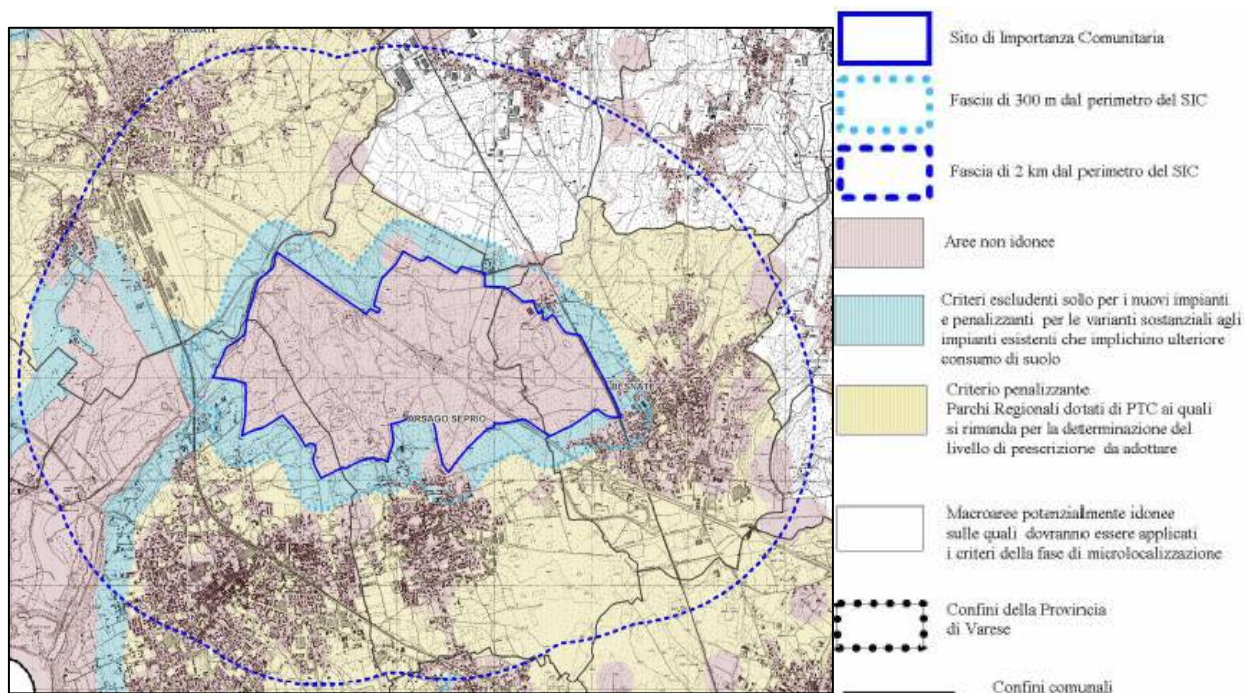 VERGIATE
BESNATE
ARSAGO SEPRIO
Sito di Importanza Comunitaria
Fascia di 300 m dal perimetro del SIC
Fascia di 2 km dal perimetro del SIC
Aree non idonee
Criteri escludenti solo per i nuovi impianti
e penalizzanti per le varianti sostanziali agli
impianti esistenti che implichino ulteriore
consumo di suolo
Criterio penalizzante
Parchi Regionali dotati di PTC ai quali
si rimanda per la determinazione del
livello di prescrizione da adottare
Macroaree potenzialmente idonee
sulle quali dovranno essere applicati
i criteri della fase di microlocalizzazione
Confini della Provincia
di Varese
Confini comunali